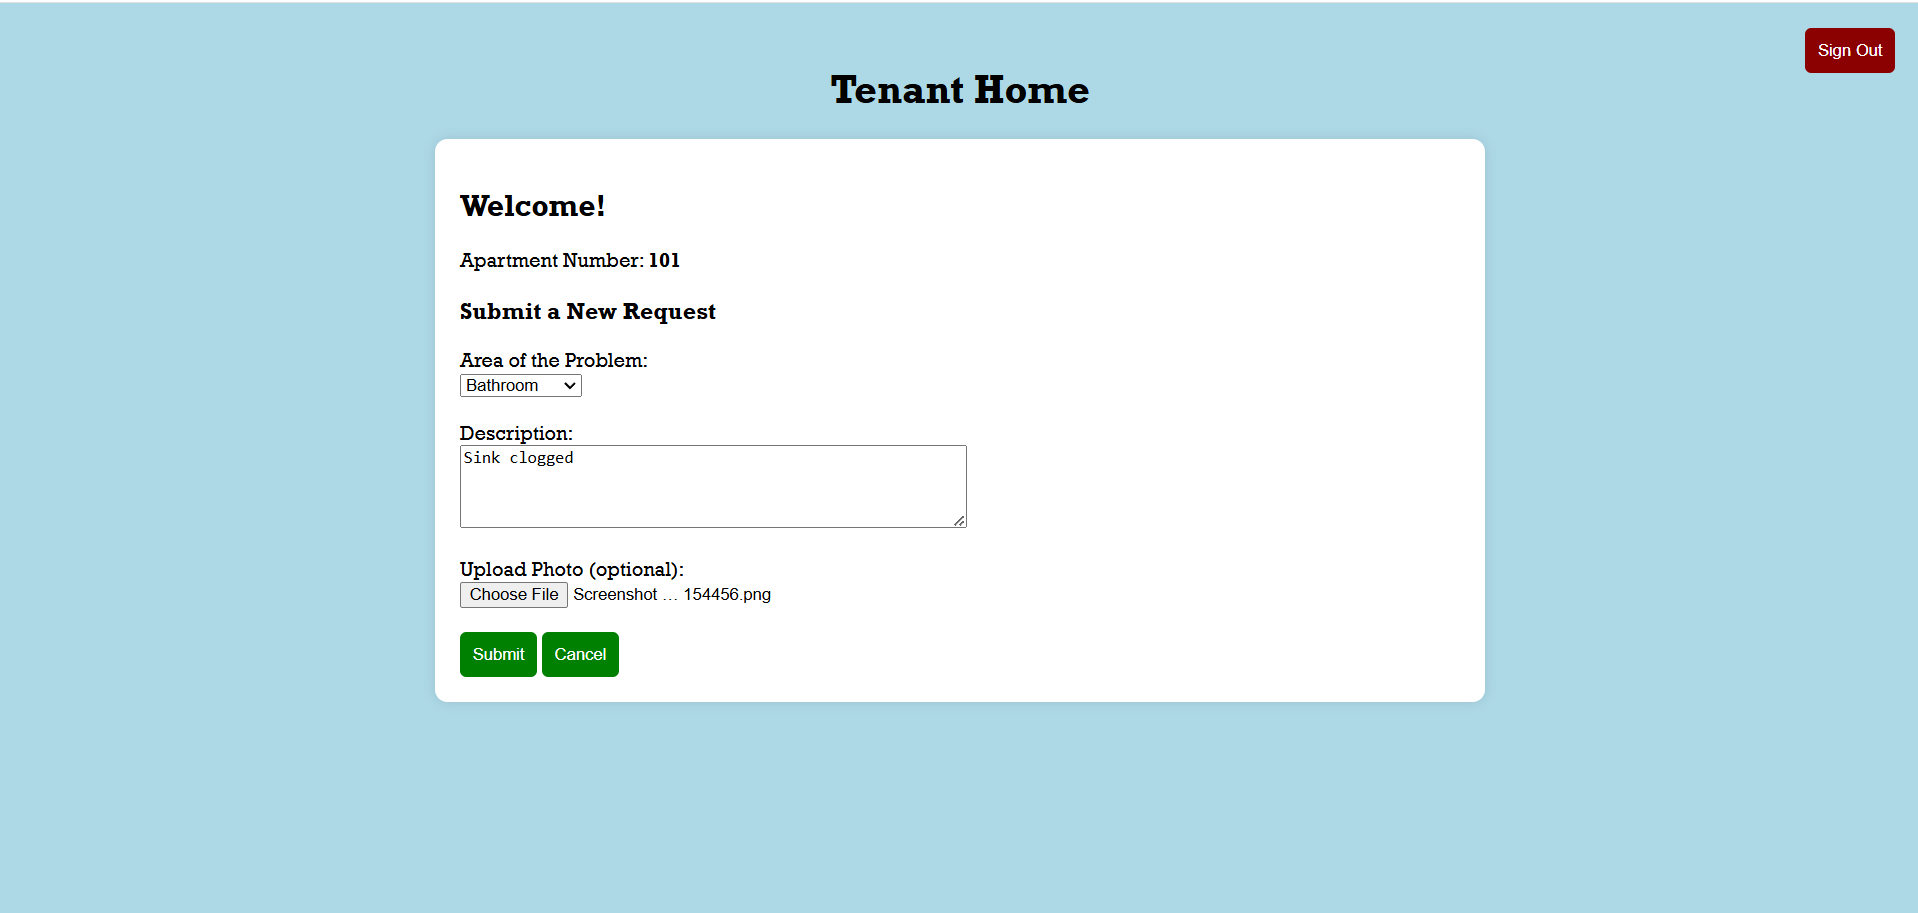 Sign Out
Tenant Home
Welcome!
Apartment Number: 101
Submit a New Request
Area of the Problem:
Bathroom
Description:
Sink clogged
Upload Photo (optional):
Choose File Screenshot … 154456.png
Submit Cancel